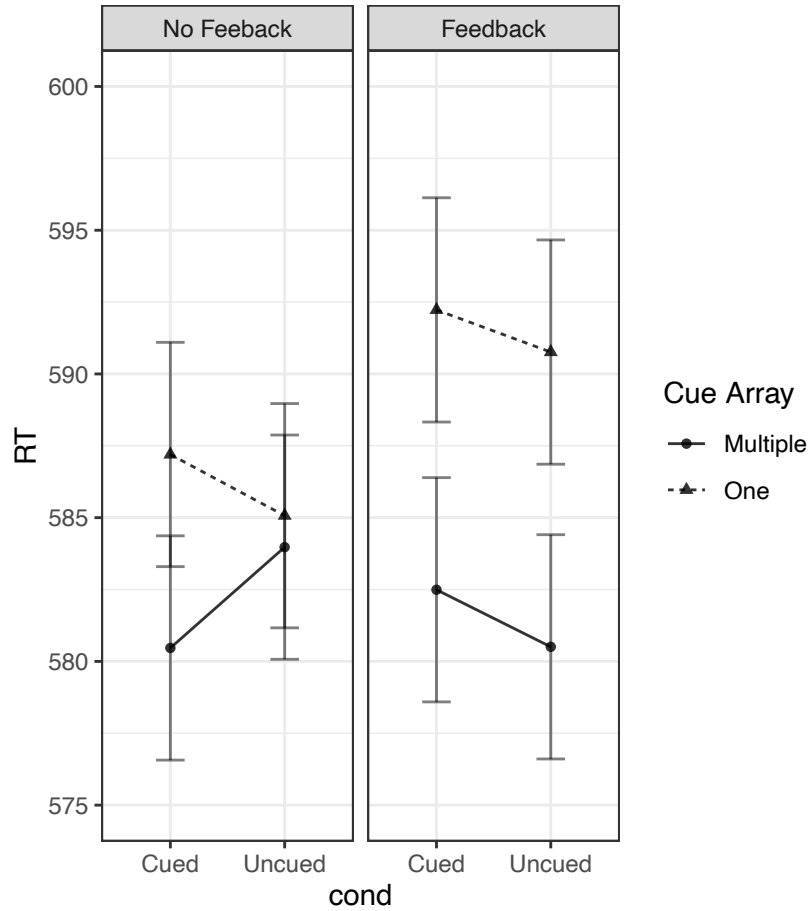 No Feeback
Feedback
600
595
590
585
580
575
RT
Cued
Uncued
Cued
Uncued
cond
Cue Array
Multiple
One